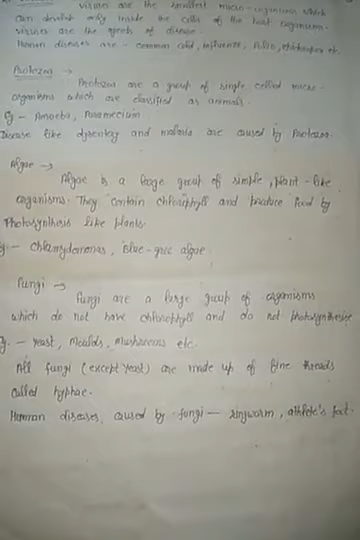 viruses are the smallest micro-organism which
can develop only inside the cells of the host organism.
viruses are the agents of disease.
Human diseases are - common cold, influenza, Polio, chickenpox etc.
Protozoa →
Protozoa are a group of single celled micro-
organisms which are classified as animals.
Eg - Amoeba, Paramecium
Disease like dysentery and malaria are caused by Protozoa.
Algae →
Algae is a large group of simple, plant-like
organisms. They contain chlorophyll and produce food by
Photosynthesis like plants.
Eg:- Chlamydomonas, Blue-gree algae
Fungi →
Fungi are a large group of organisms
which do not have chlorophyll and do not photosynthesise
Eg. - yeast, Moulds, Mushrooms etc
All fungi (except yeast) are made up of fine threads
called hyphae.
Human diseases caused by fungi - ringworm, athlete's foot.